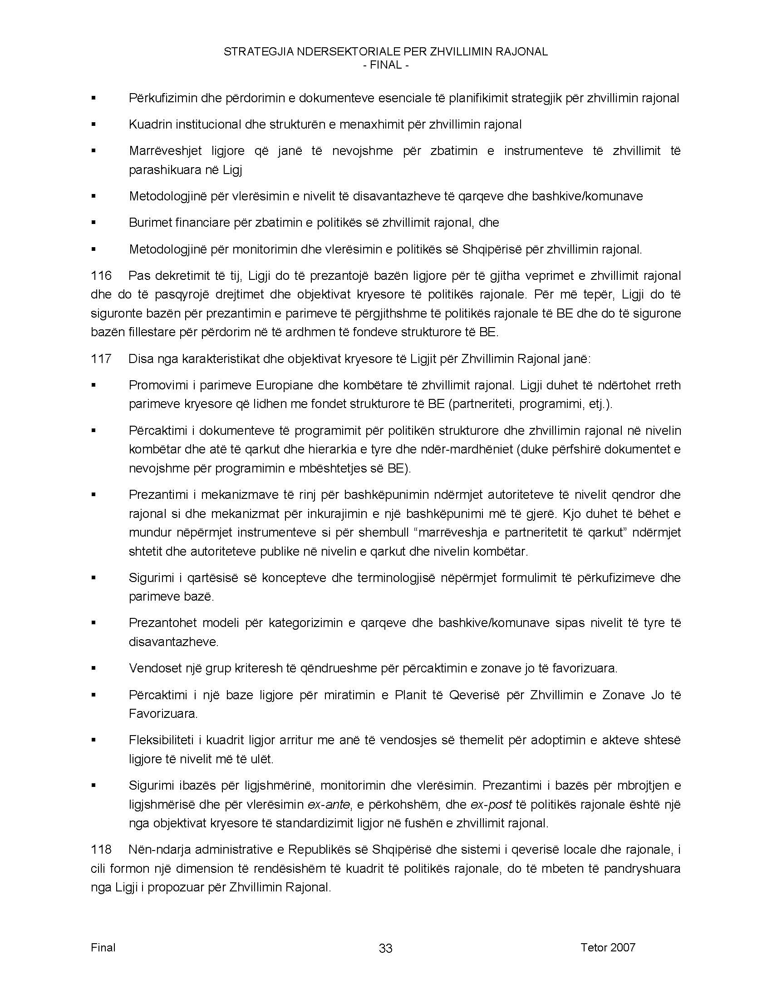 STRATEGJIA NDERSEKTORIALE PER ZHVILLIMIN RAJONAL
- FINAL -
▪ Përkufizimin dhe përdorimin e dokumenteve esenciale të planifikimit strategjik për zhvillimin rajonal
▪ Kuadrin institucional dhe strukturën e menaxhimit për zhvillimin rajonal
▪ Marrëveshjet ligjore që janë të nevojshme për zbatimin e instrumenteve të zhvillimit të
parashikuara në Ligj
▪ Metodologjinë për vlerësimin e nivelit të disavantazheve të qarqeve dhe bashkive/komunave
▪ Burimet financiare për zbatimin e politikës së zhvillimit rajonal, dhe
▪ Metodologjinë për monitorimin dhe vlerësimin e politikës së Shqipërisë për zhvillimin rajonal.
116 Pas dekretimit të tij, Ligji do të prezantojë bazën ligjore për të gjitha veprimet e zhvillimit rajonal
dhe do të pasqyrojë drejtimet dhe objektivat kryesore të politikës rajonale. Për më tepër, Ligji do të
siguronte bazën për prezantimin e parimeve të përgjithshme të politikës rajonale të BE dhe do të sigurone
bazën fillestare për përdorim në të ardhmen të fondeve strukturore të BE.
117 Disa nga karakteristikat dhe objektivat kryesore të Ligjit për Zhvillimin Rajonal janë:
▪ Promovimi i parimeve Europiane dhe kombëtare të zhvillimit rajonal. Ligji duhet të ndërtohet rreth
parimeve kryesore që lidhen me fondet strukturore të BE (partneriteti, programimi, etj.).
▪ Përcaktimi i dokumenteve të programimit për politikën strukturore dhe zhvillimin rajonal në nivelin
kombëtar dhe atë të qarkut dhe hierarkia e tyre dhe ndër-mardhëniet (duke përfshirë dokumentet e
nevojshme për programimin e mbështetjes së BE).
▪ Prezantimi i mekanizmave të rinj për bashkëpunimin ndërmjet autoriteteve të nivelit qendror dhe
rajonal si dhe mekanizmat për inkurajimin e një bashkëpunimi më të gjerë. Kjo duhet të bëhet e
mundur nëpërmjet instrumenteve si për shembull “marrëveshja e partneritetit të qarkut” ndërmjet
shtetit dhe autoriteteve publike në nivelin e qarkut dhe nivelin kombëtar.
▪ Sigurimi i qartësisë së koncepteve dhe terminologjisë nëpërmjet formulimit të përkufizimeve dhe
parimeve bazë.
▪ Prezantohet modeli për kategorizimin e qarqeve dhe bashkive/komunave sipas nivelit të tyre të
disavantazheve.
▪ Vendoset një grup kriteresh të qëndrueshme për përcaktimin e zonave jo të favorizuara.
▪ Përcaktimi i një baze ligjore për miratimin e Planit të Qeverisë për Zhvillimin e Zonave Jo të
Favorizuara.
▪ Fleksibiliteti i kuadrit ligjor arritur me anë të vendosjes së themelit për adoptimin e akteve shtesë
ligjore të nivelit më të ulët.
▪ Sigurimi ibazës për ligjshmërinë, monitorimin dhe vlerësimin. Prezantimi i bazës për mbrojtjen e
ligjshmërisë dhe për vlerësimin ex-ante, e përkohshëm, dhe ex-post të politikës rajonale është një
nga objektivat kryesore të standardizimit ligjor në fushën e zhvillimit rajonal.
118 Nën-ndarja administrative e Republikës së Shqipërisë dhe sistemi i qeverisë locale dhe rajonale, i
cili formon një dimension të rendësishëm të kuadrit të politikës rajonale, do të mbeten të pandryshuara
nga Ligji i propozuar për Zhvillimin Rajonal.
Final 33 Tetor 2007